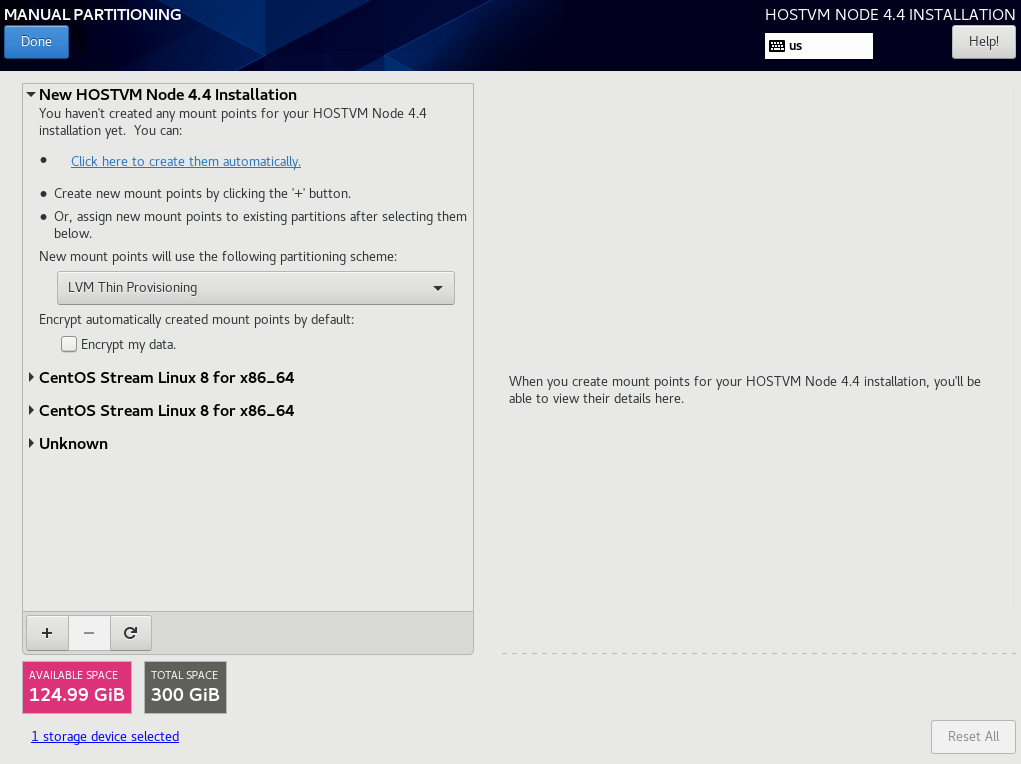 MANUAL PARTITIONING
HOSTVM NODE 4.4 INSTALLATION
Done
us
Help!
New HOSTVM Node 4.4 Installation
You haven't created any mount points for your HOSTVM Node 4.4
installation yet.  You can:
• Click here to create them automatically.
• Create new mount points by clicking the '+' button.
• Or, assign new mount points to existing partitions after selecting them
below.
New mount points will use the following partitioning scheme:
LVM Thin Provisioning
Encrypt automatically created mount points by default:
Encrypt my data.
CentOS Stream Linux 8 for x86_64
CentOS Stream Linux 8 for x86_64
Unknown
When you create mount points for your HOSTVM Node 4.4 installation, you'll be
able to view their details here.
+ −
AVAILABLE SPACE
124.99 GiB
TOTAL SPACE
300 GiB
1 storage device selected
Reset All